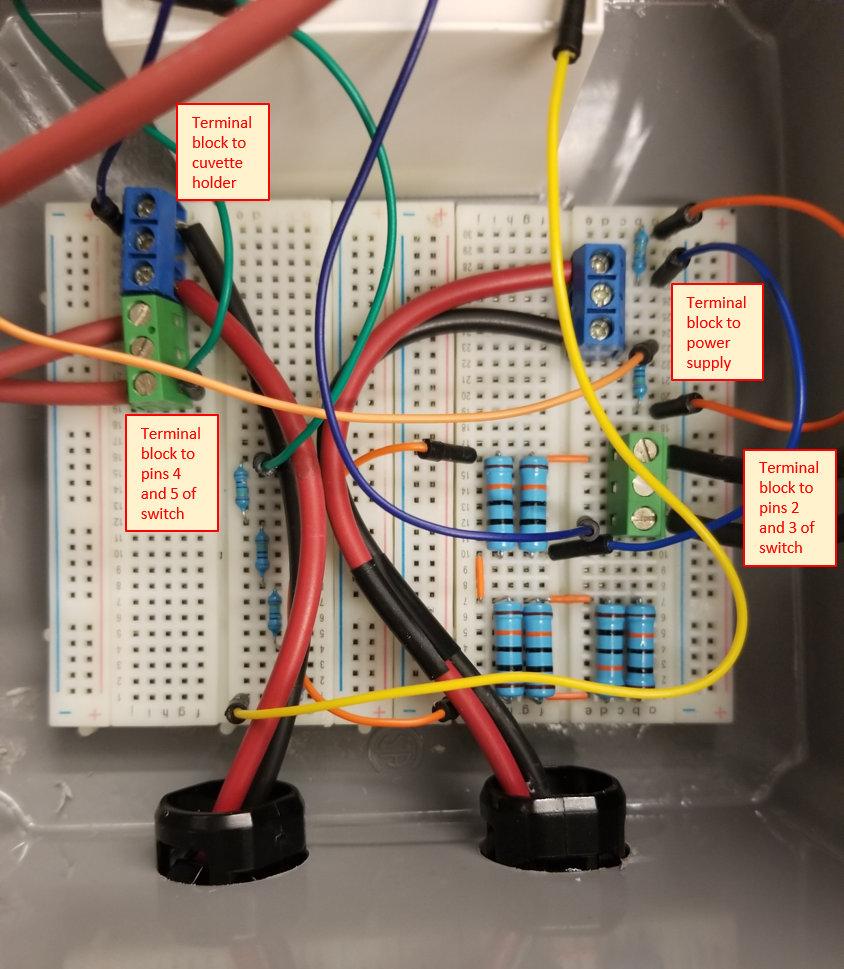 Terminal
block to
cuvette
holder
Terminal
block to
power
supply
Terminal
block to
pins 4
and 5 of
switch
Terminal
block to
pins 2
and 3 of
switch